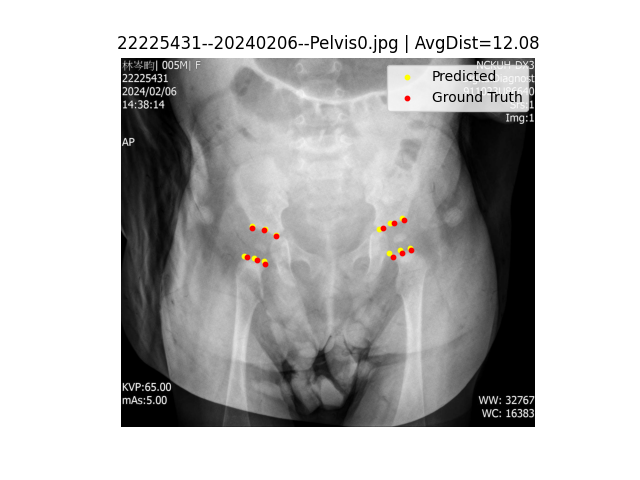 22225431--20240206--Pelvis0.jpg | AvgDist=12.08
005M| F
22225431
2024/02/06
14:38:14
AP
NCKUH-DX3
Predicted
Ground Truth
Img:1
KVP:65.00
mAs:5.00
WW: 32767
WC: 16383